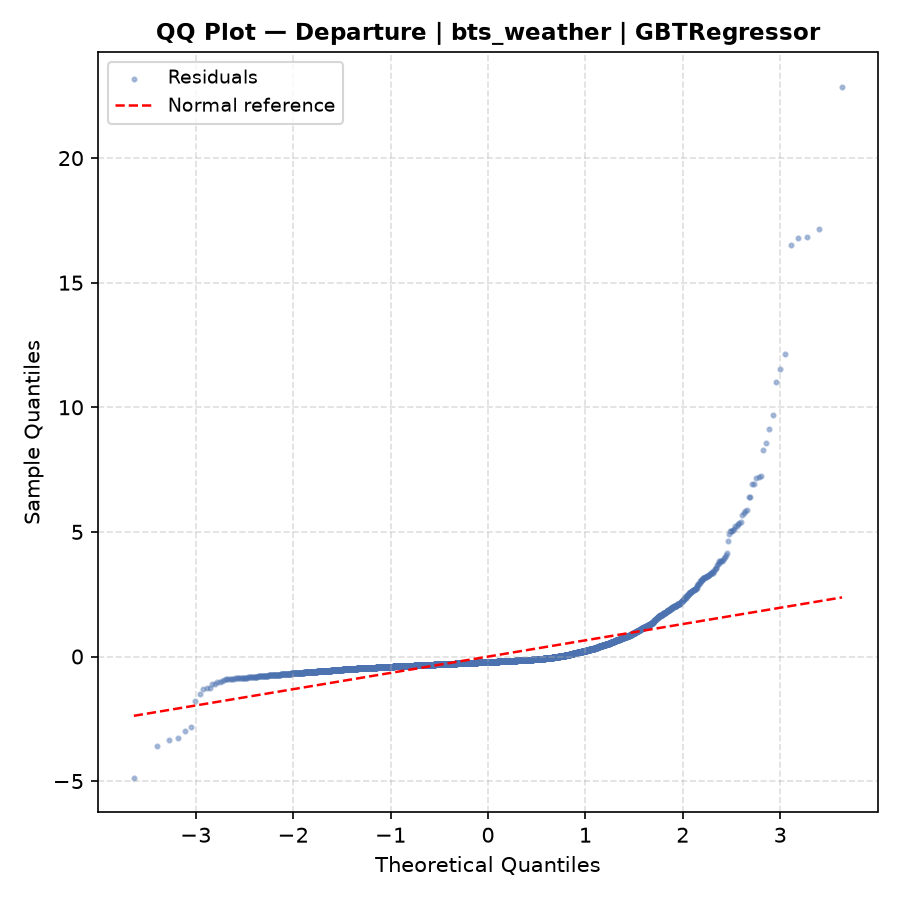 QQ Plot — Departure | bts_weather | GBTRegressor
Residuals
Normal reference
20
15
10
5
0
−5
Sample Quantiles
−3 −2 −1 0 1 2 3
Theoretical Quantiles